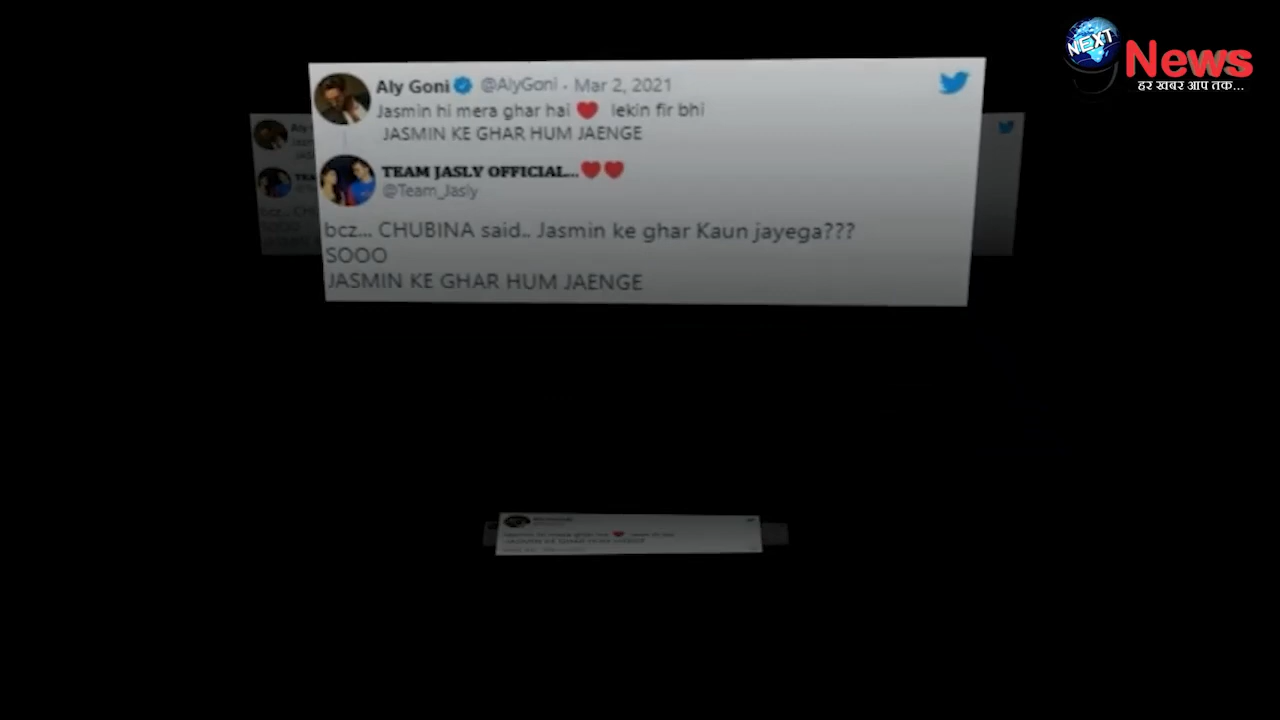 NEXT
News
हर खबर आप तक...
Aly Goni @AlyGoni · Mar 2, 2021
Jasmin hi mera ghar hai ❤️ lekin fir bhi
JASMIN KE GHAR HUM JAENGE
TEAM JASLY OFFICIAL...❤️❤️
@Team_Jasly
bcz... CHUBINA said.. Jasmin ke ghar Kaun jayega???
SOOO
JASMIN KE GHAR HUM JAENGE